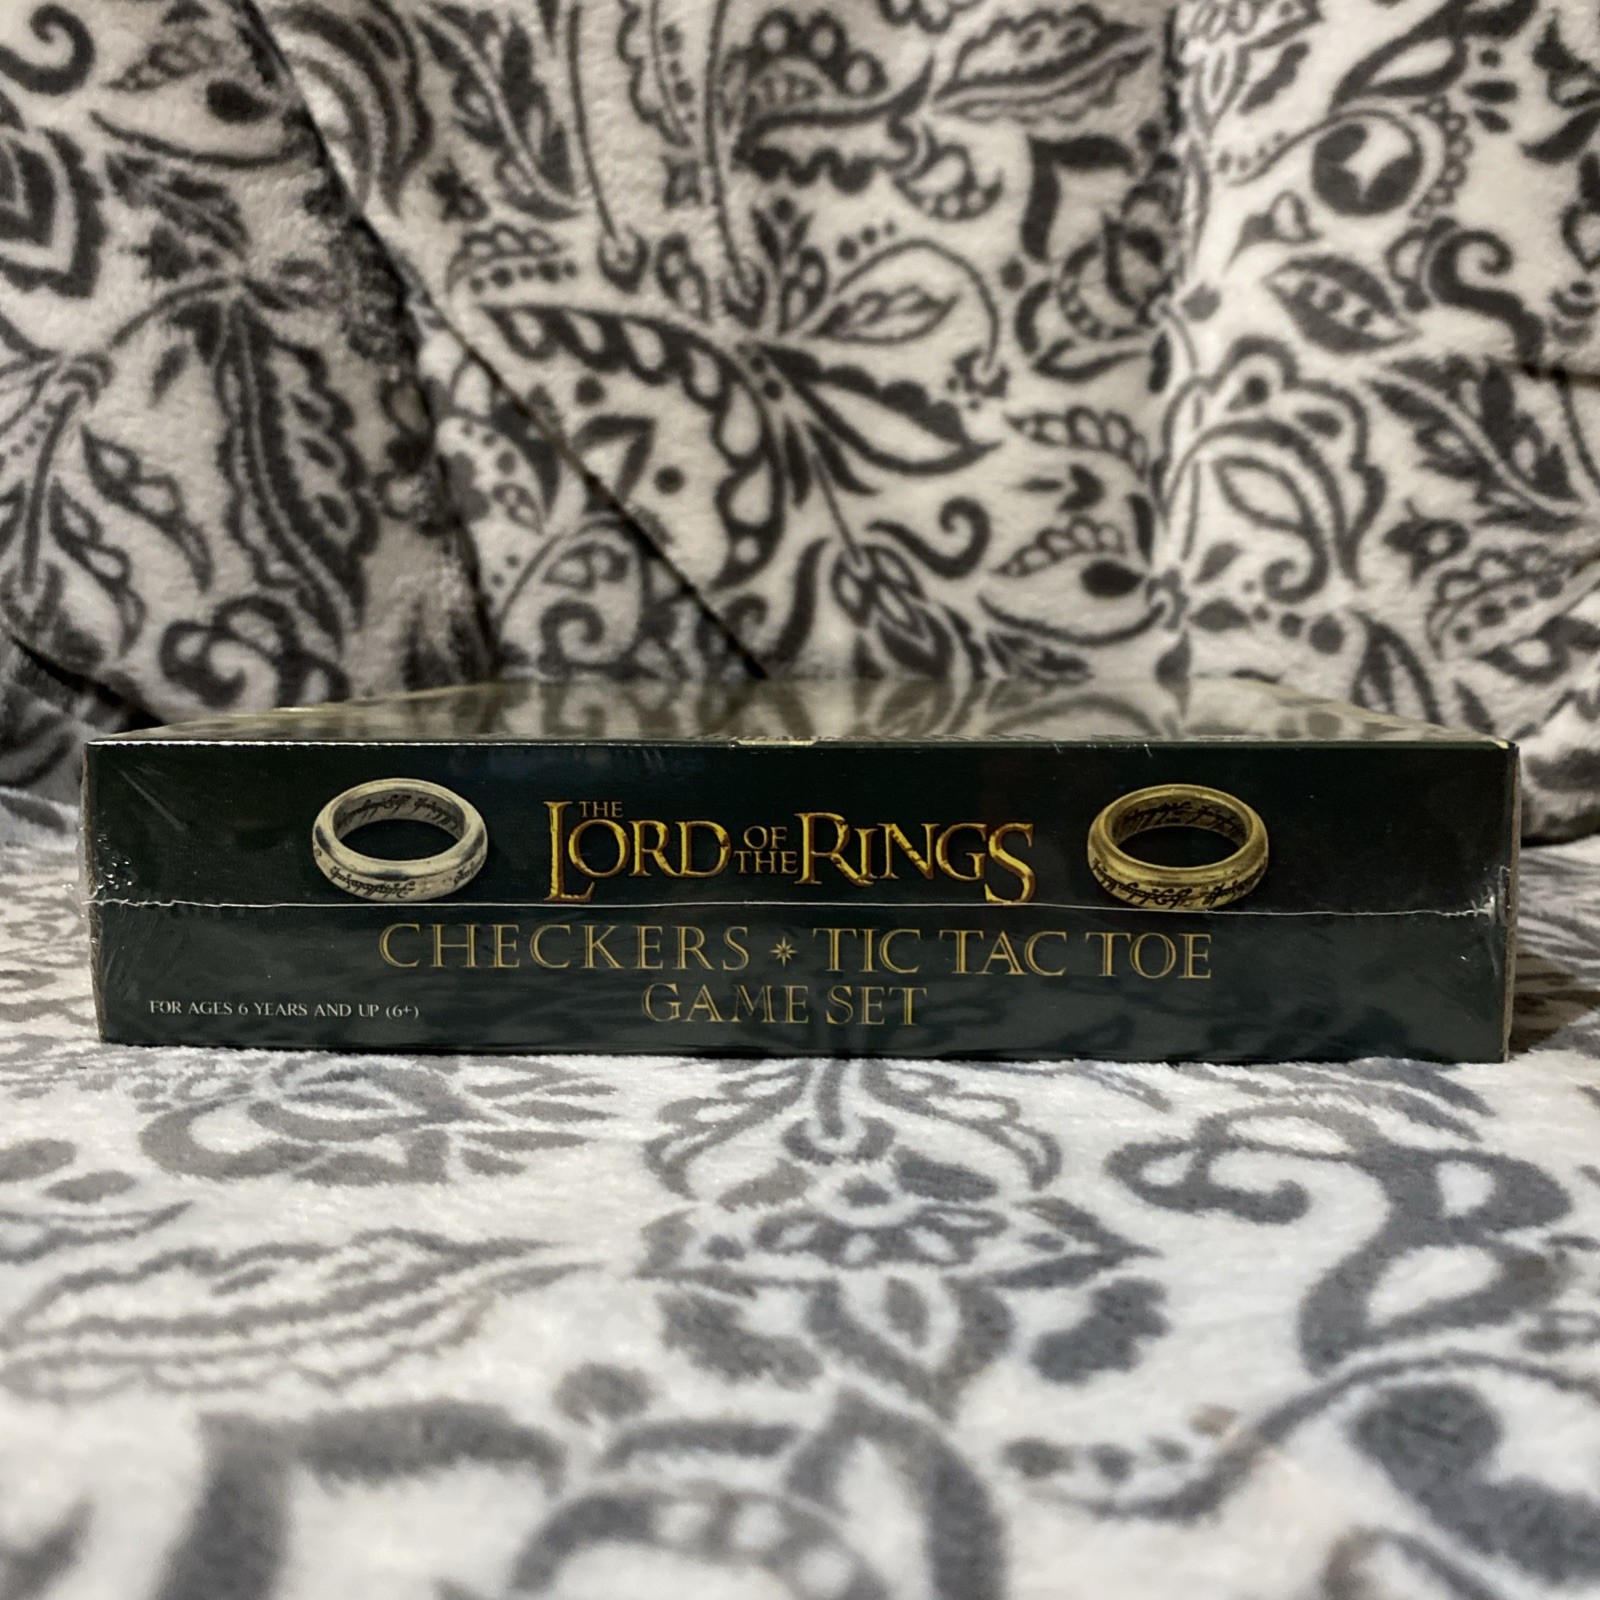 THE LORD OF THE RINGS
CHECKERS * TIC TAC TOE
GAME SET
FOR AGES 6 YEARS AND UP (6+)